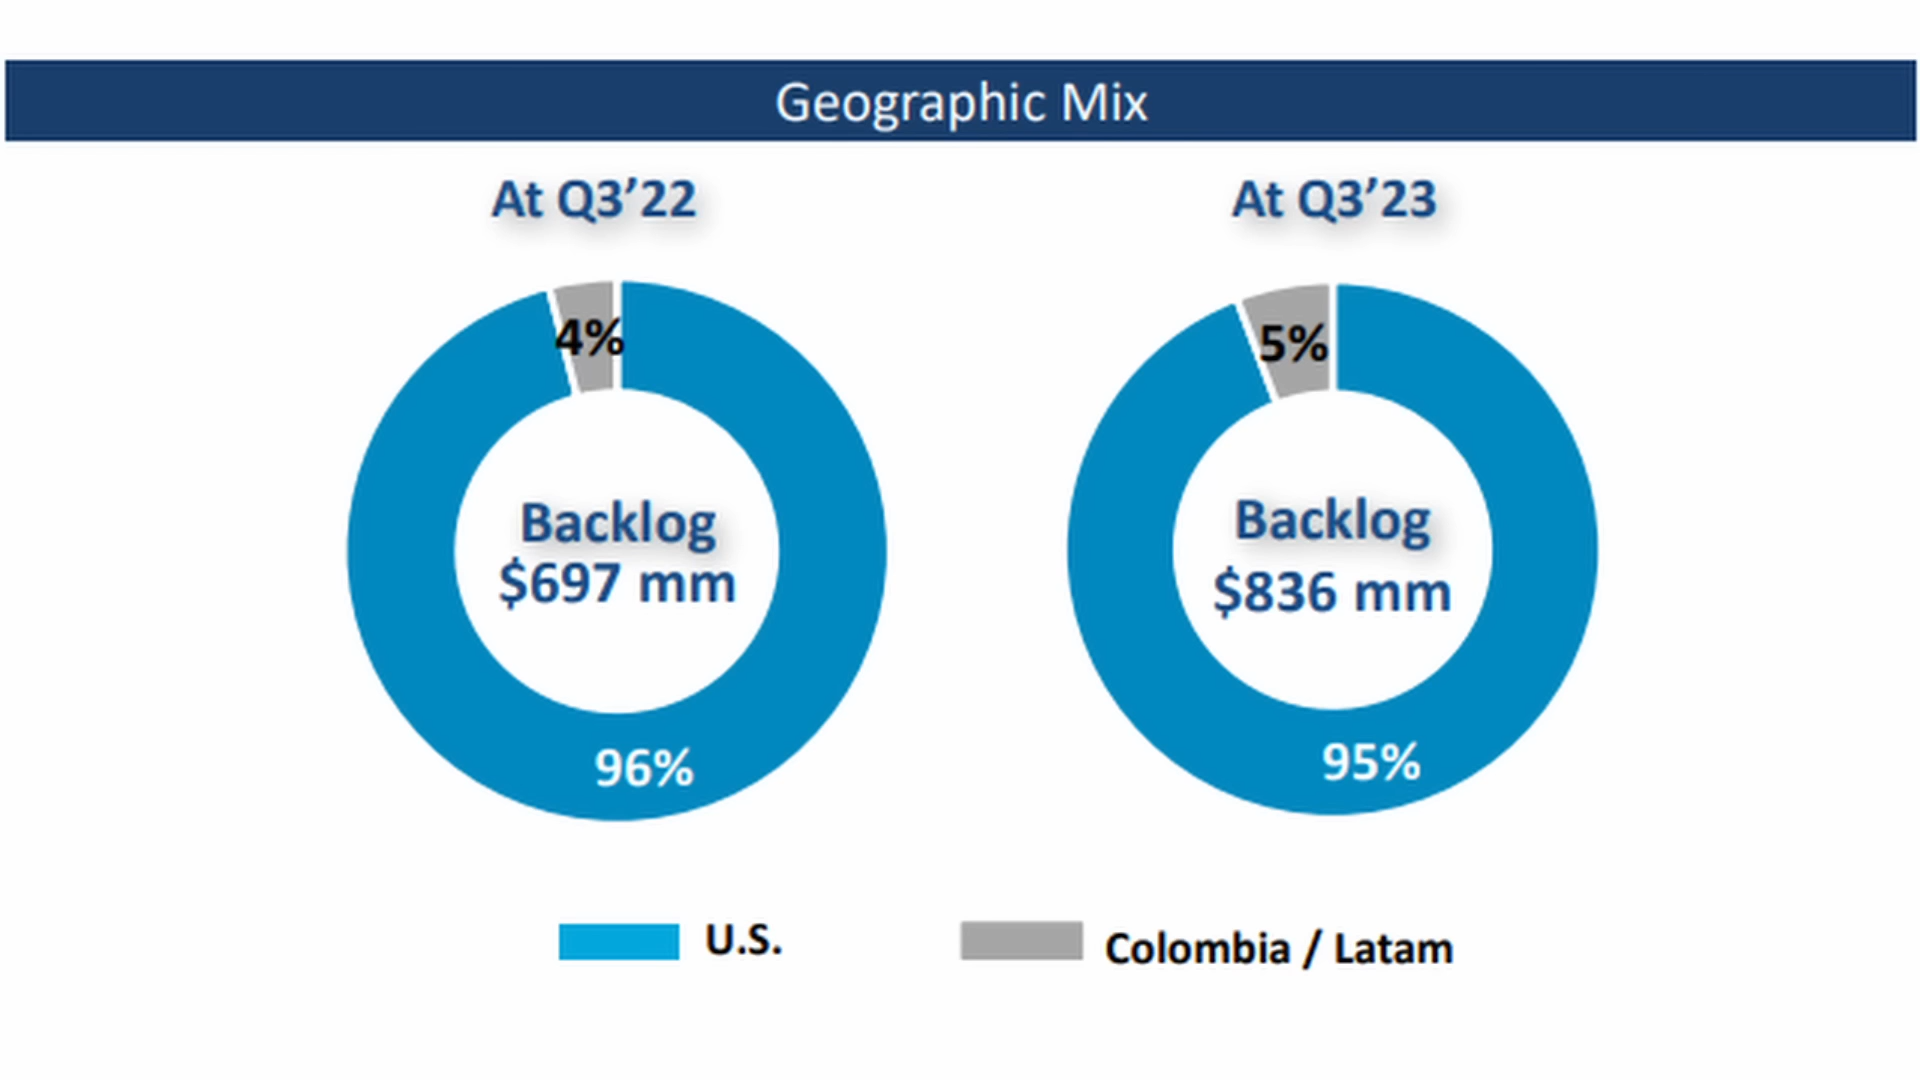 Geographic Mix
At Q3’22
4%
Backlog
$697 mm
96%
At Q3’23
5%
Backlog
$836 mm
95%
U.S.
Colombia / Latam